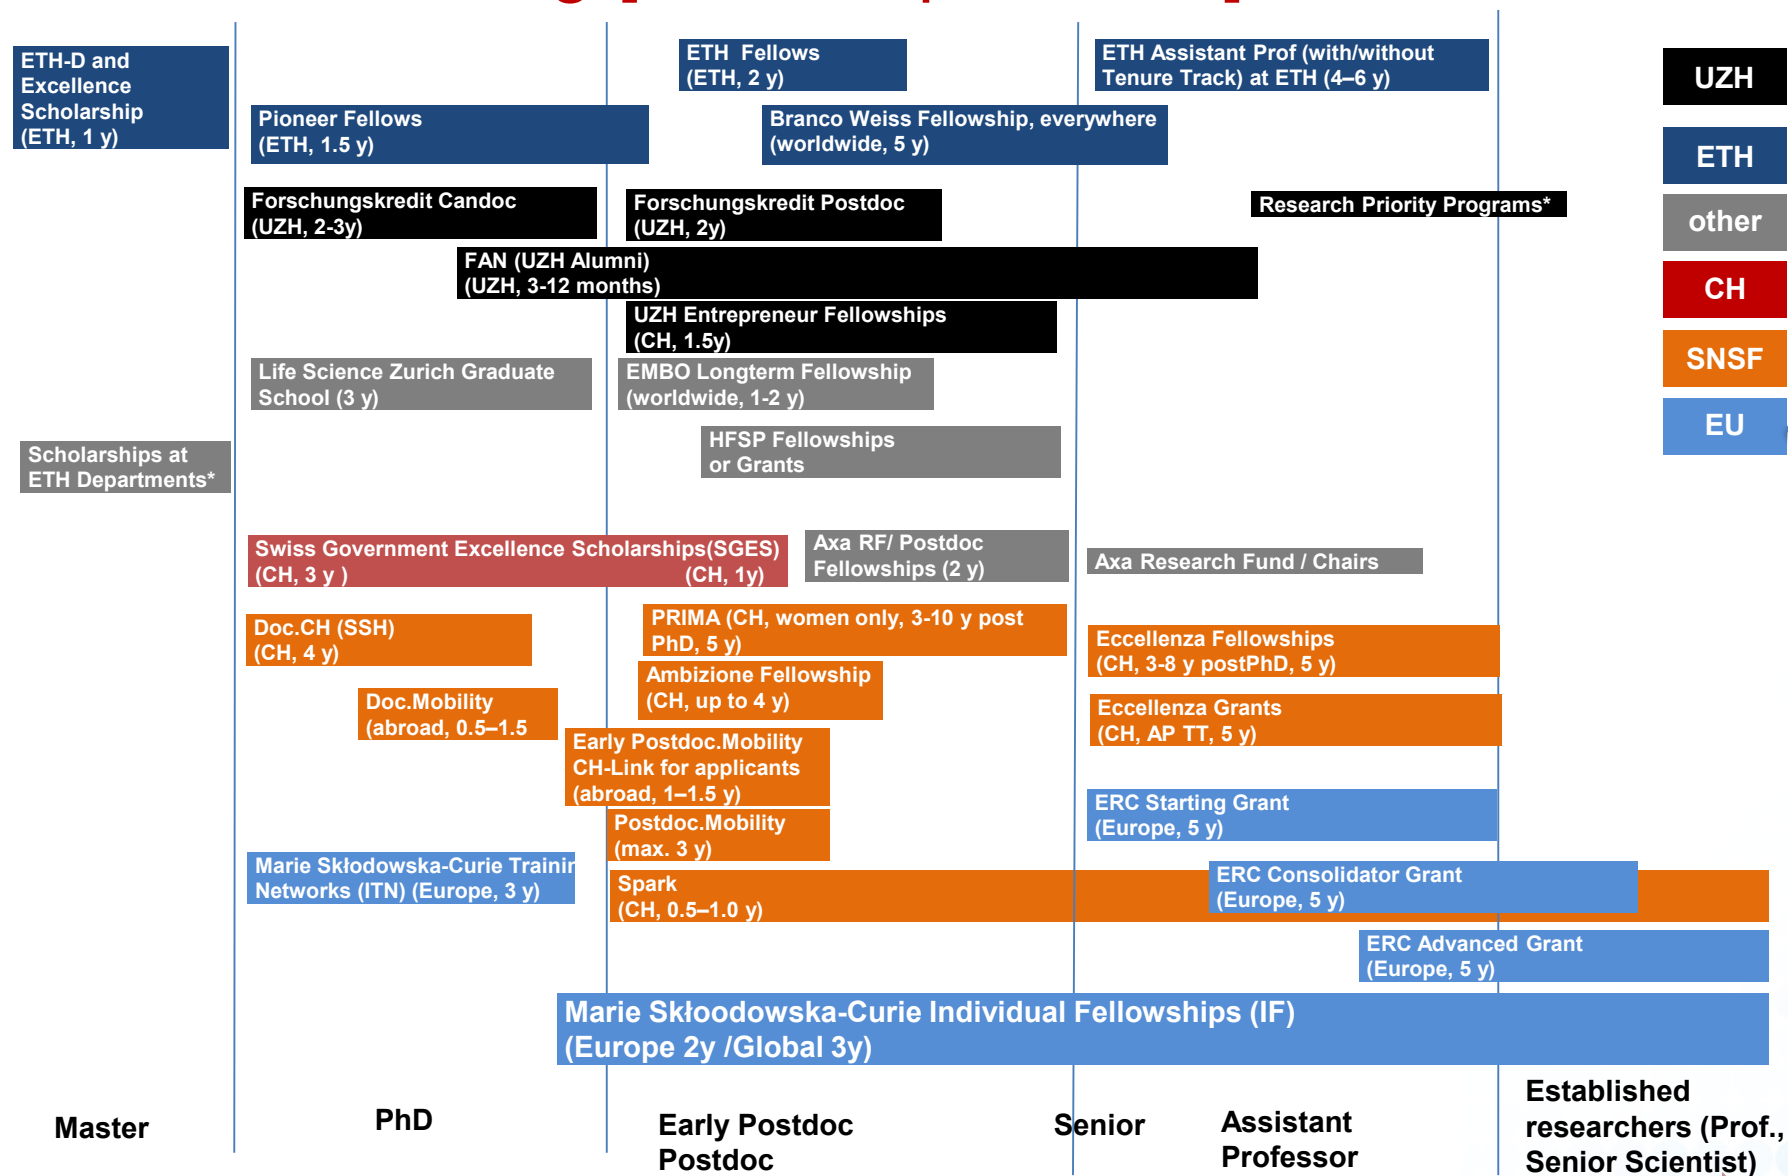 ETH-D and
Excellence
Scholarship
(ETH, 1 y)
ETH Fellows
(ETH, 2 y)
ETH Assistant Prof (with/without
Tenure Track) at ETH (4–6 y)
UZH
Pioneer Fellows
(ETH, 1.5 y)
Branco Weiss Fellowship, everywhere
(worldwide, 5 y)
ETH
Forschungskredit Candoc
(UZH, 2-3y)
Forschungskredit Postdoc
(UZH, 2y)
Research Priority Programs*
other
FAN (UZH Alumni)
(UZH, 3-12 months)
CH
UZH Entrepreneur Fellowships
(CH, 1.5y)
SNSF
Life Science Zurich Graduate
School (3 y)
EMBO Longterm Fellowship
(worldwide, 1-2 y)
EU
HFSP Fellowships
or Grants
Scholarships at
ETH Departments*
Swiss Government Excellence Scholarships(SGES)
(CH, 3 y ) (CH, 1y)
Axa RF/ Postdoc
Fellowships (2 y)
Axa Research Fund / Chairs
Doc.CH (SSH)
(CH, 4 y)
PRIMA (CH, women only, 3-10 y post
PhD, 5 y)
Eccellenza Fellowships
(CH, 3-8 y postPhD, 5 y)
Ambizione Fellowship
(CH, up to 4 y)
Doc.Mobility
(abroad, 0.5–1.5
Eccellenza Grants
(CH, AP TT, 5 y)
Early Postdoc.Mobility
CH-Link for applicants
(abroad, 1–1.5 y)
ERC Starting Grant
(Europe, 5 y)
Postdoc.Mobility
(max. 3 y)
Marie Skłodowska-Curie Trainin
Networks (ITN) (Europe, 3 y)
Spark
(CH, 0.5–1.0 y)
ERC Consolidator Grant
(Europe, 5 y)
ERC Advanced Grant
(Europe, 5 y)
Marie Skłoodowska-Curie Individual Fellowships (IF)
(Europe 2y /Global 3y)
Master
PhD
Early Postdoc
Postdoc
Senior
Assistant
Professor
Established
researchers (Prof.,
Senior Scientist)